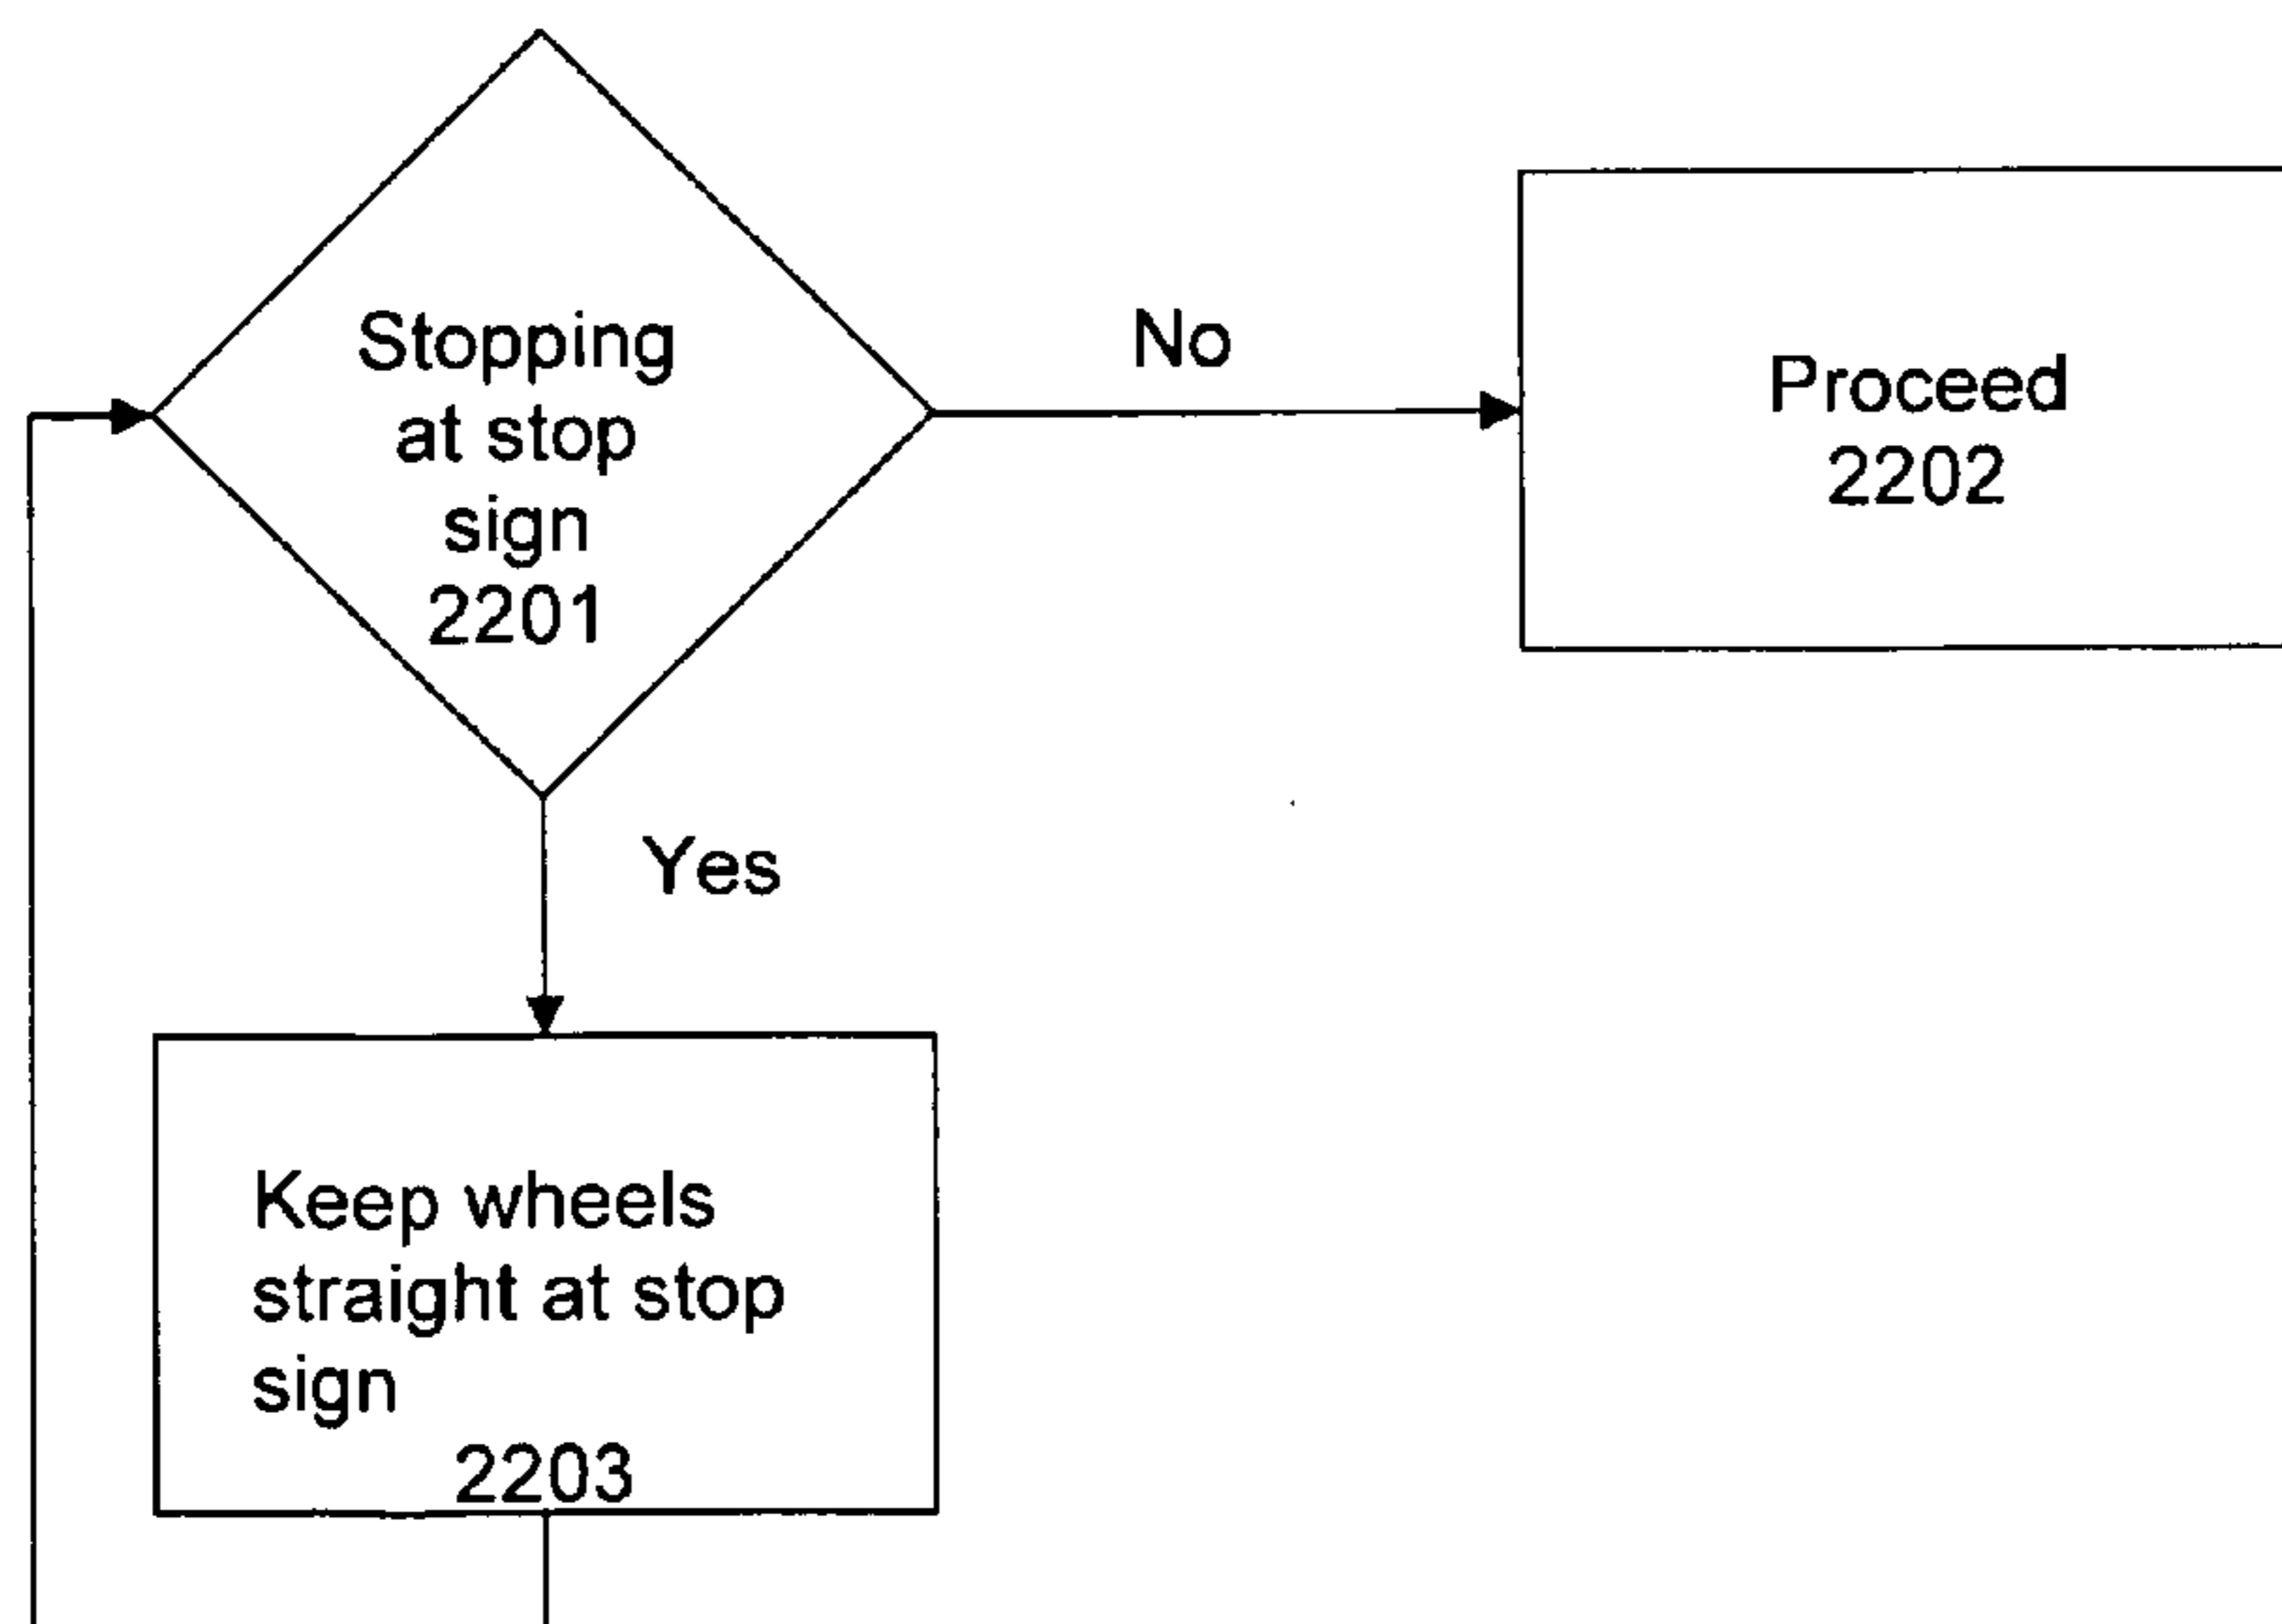 Stopping
at stop
sign
2201
No
Proceed
2202
Yes
Keep wheels
straight at stop
sign
2203